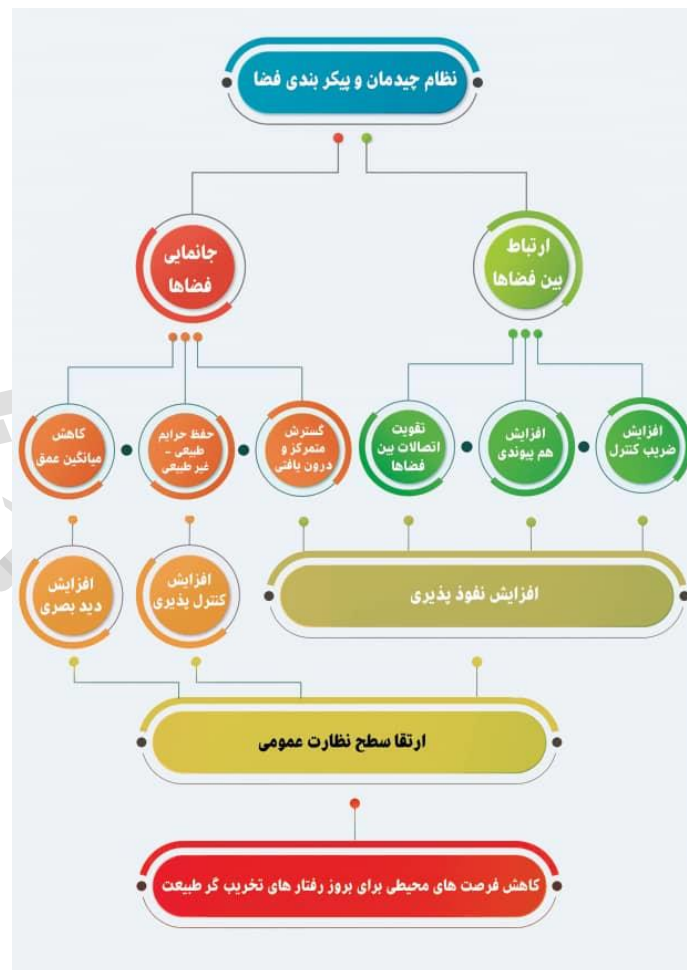 نظام چیدمان و پیکر بندی فضا
ارتباط
بین فضاها
جانمایی
فضاها
افزایش
ضریب کنترل
افزایش
هم پیوندی
تقویت
اتصالات بین
فضاها
گسترش
متمرکز و
درون یافتی
حفظ حرایم
طبیعی -
غیر طبیعی
کاهش
میانگین عمق
افزایش نفوذ پذیری
افزایش
کنترل پذیری
افزایش
دید بصری
ارتقا سطح نظارت عمومی
کاهش فرصت های محیطی برای بروز رفتار های تخریب گر طبیعت